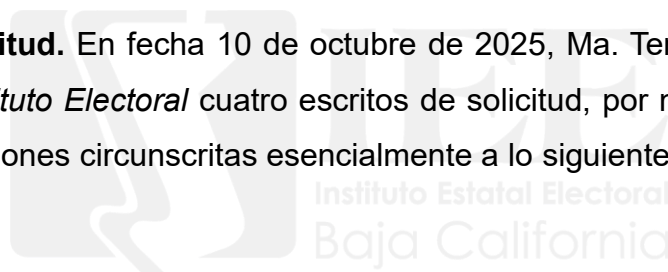 itud. En fecha 10 de octubre de 2025, Ma. Ter
tuto Electoral cuatro escritos de solicitud, por
ones circunscritas esencialmente a lo siguiente
IEE
Instituto Estatal Electoral
Baja California